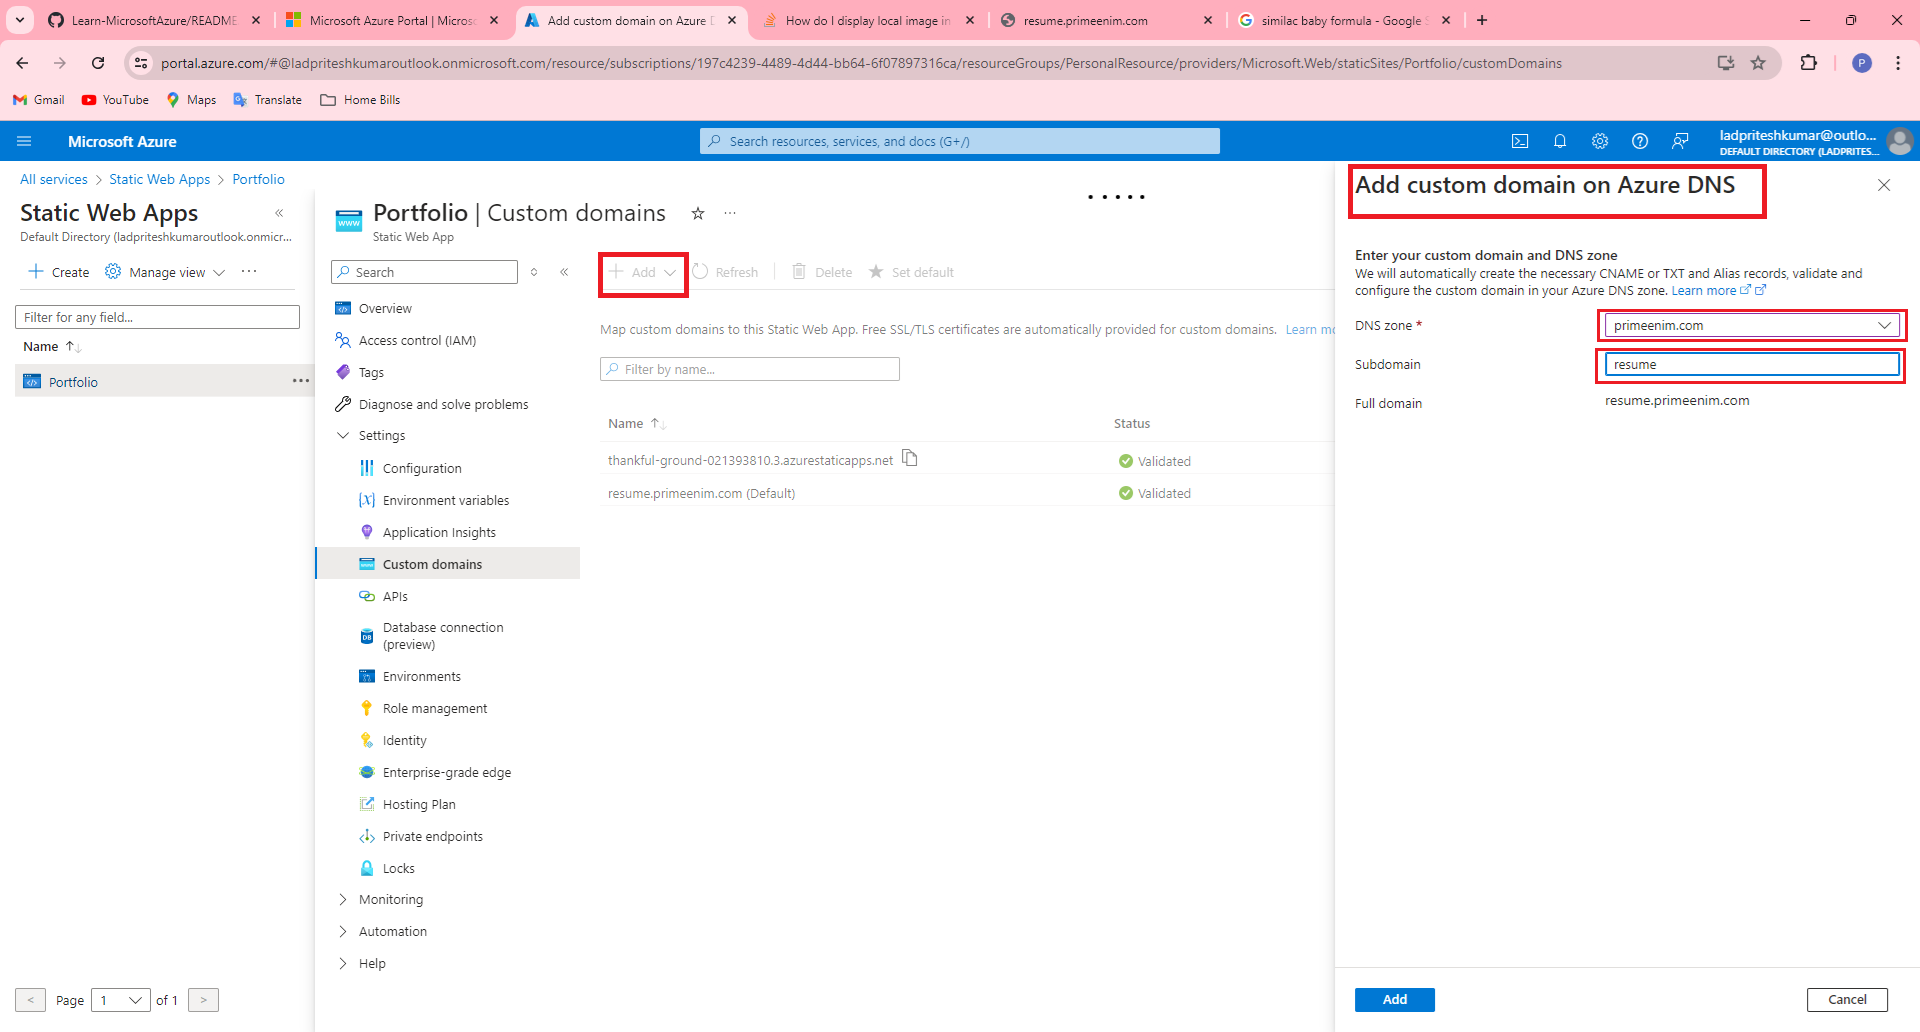 Learn-MicrosoftAzure/README
Microsoft Azure Portal | Micros
Add custom domain on Azure D
How do I display local image in
resume.primeenim.com
similac baby formula - Google S
portal.azure.com/#@ladpriteshkumaroutlook.onmicrosoft.com/resource/subscriptions/197c4239-4489-4d44-bb64-6f07897316ca/resourceGroups/PersonalResource/providers/Microsoft.Web/staticSites/Portfolio/customDomains
P
Gmail
YouTube
Maps
Translate
Home Bills
Microsoft Azure
Search resources, services, and docs (G+/)
ladpriteshkumar@outlo...
DEFAULT DIRECTORY (LADPRITES...
All services > Static Web Apps > Portfolio
Static Web Apps
Default Directory (ladpriteshkumaroutlook.onmicr...
Create
Manage view
Filter for any field...
Name
Portfolio
< Page 1 of 1 >
Portfolio | Custom domains
Static Web App
Search
Overview
Access control (IAM)
Tags
Diagnose and solve problems
Settings
Configuration
Environment variables
Application Insights
Custom domains
APIs
Database connection
(preview)
Environments
Role management
Identity
Enterprise-grade edge
Hosting Plan
Private endpoints
Locks
Monitoring
Automation
Help
Add
Refresh
Delete
Set default
Map custom domains to this Static Web App. Free SSL/TLS certificates are automatically provided for custom domains. Learn mo
Filter by name...
Name
Status
thankful-ground-021393810.3.azurestaticapps.net
Validated
resume.primeenim.com (Default)
Validated
Add custom domain on Azure DNS
Enter your custom domain and DNS zone
We will automatically create the necessary CNAME or TXT and Alias records, validate and
configure the custom domain in your Azure DNS zone. Learn more
DNS zone *
primeenim.com
Subdomain
resume
Full domain
resume.primeenim.com
Add
Cancel